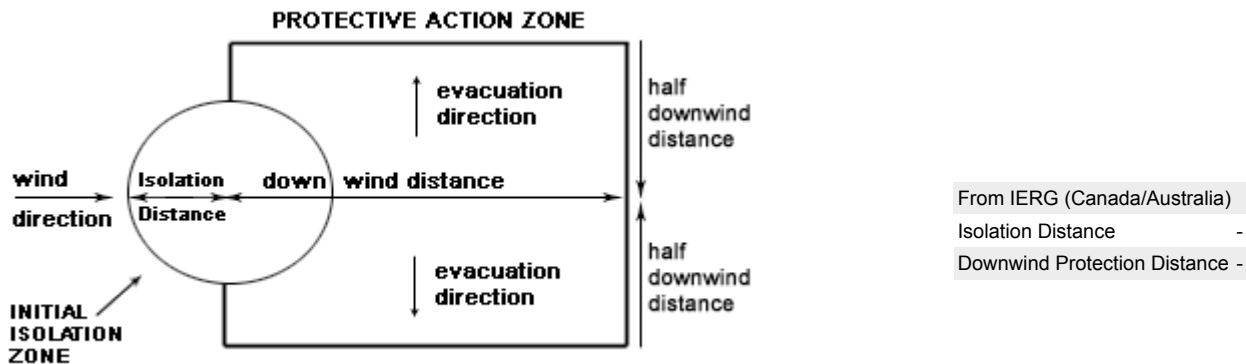 PROTECTIVE ACTION ZONE
evacuation
direction
half
downwind
distance
wind
direction
Isolation
Distance
down wind distance
half
downwind
distance
evacuation
direction
INITIAL
ISOLATION
ZONE
From IERG (Canada/Australia)
Isolation Distance -
Downwind Protection Distance -